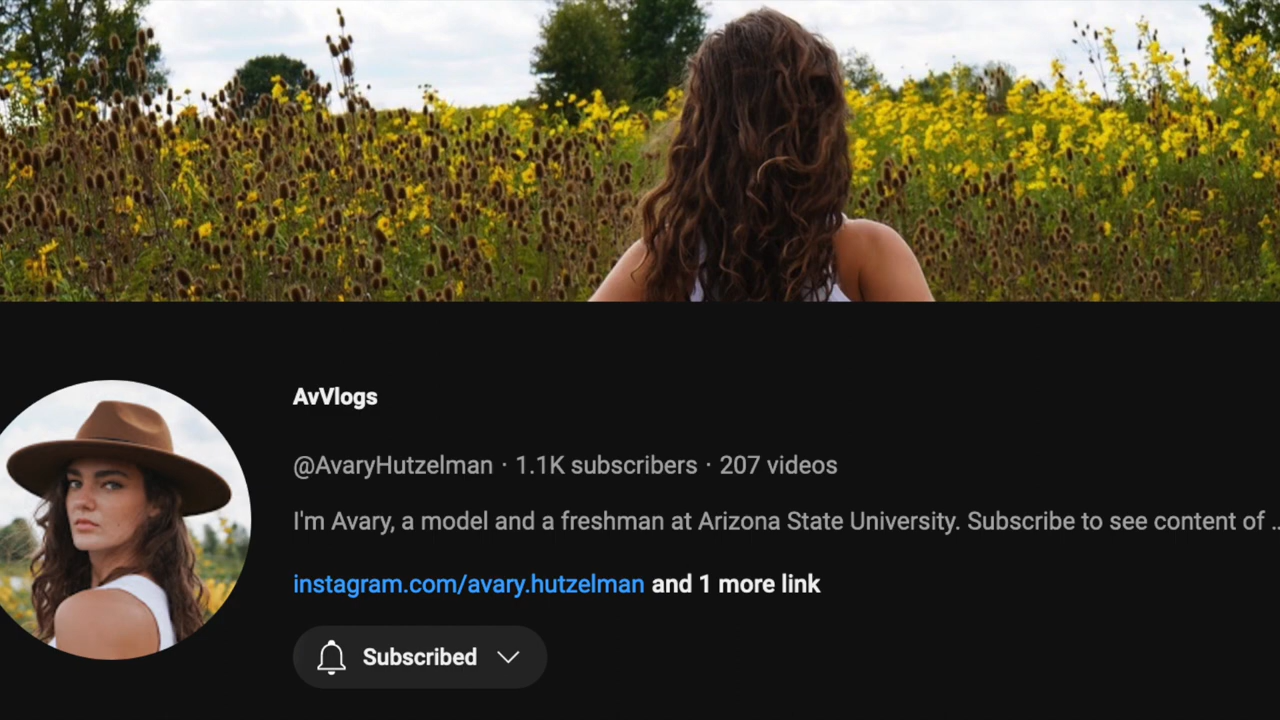 AvVlogs
@AvaryHutzelman · 1.1K subscribers · 207 videos
I'm Avary, a model and a freshman at Arizona State University. Subscribe to see content of ...
instagram.com/avary.hutzelman and 1 more link
Subscribed